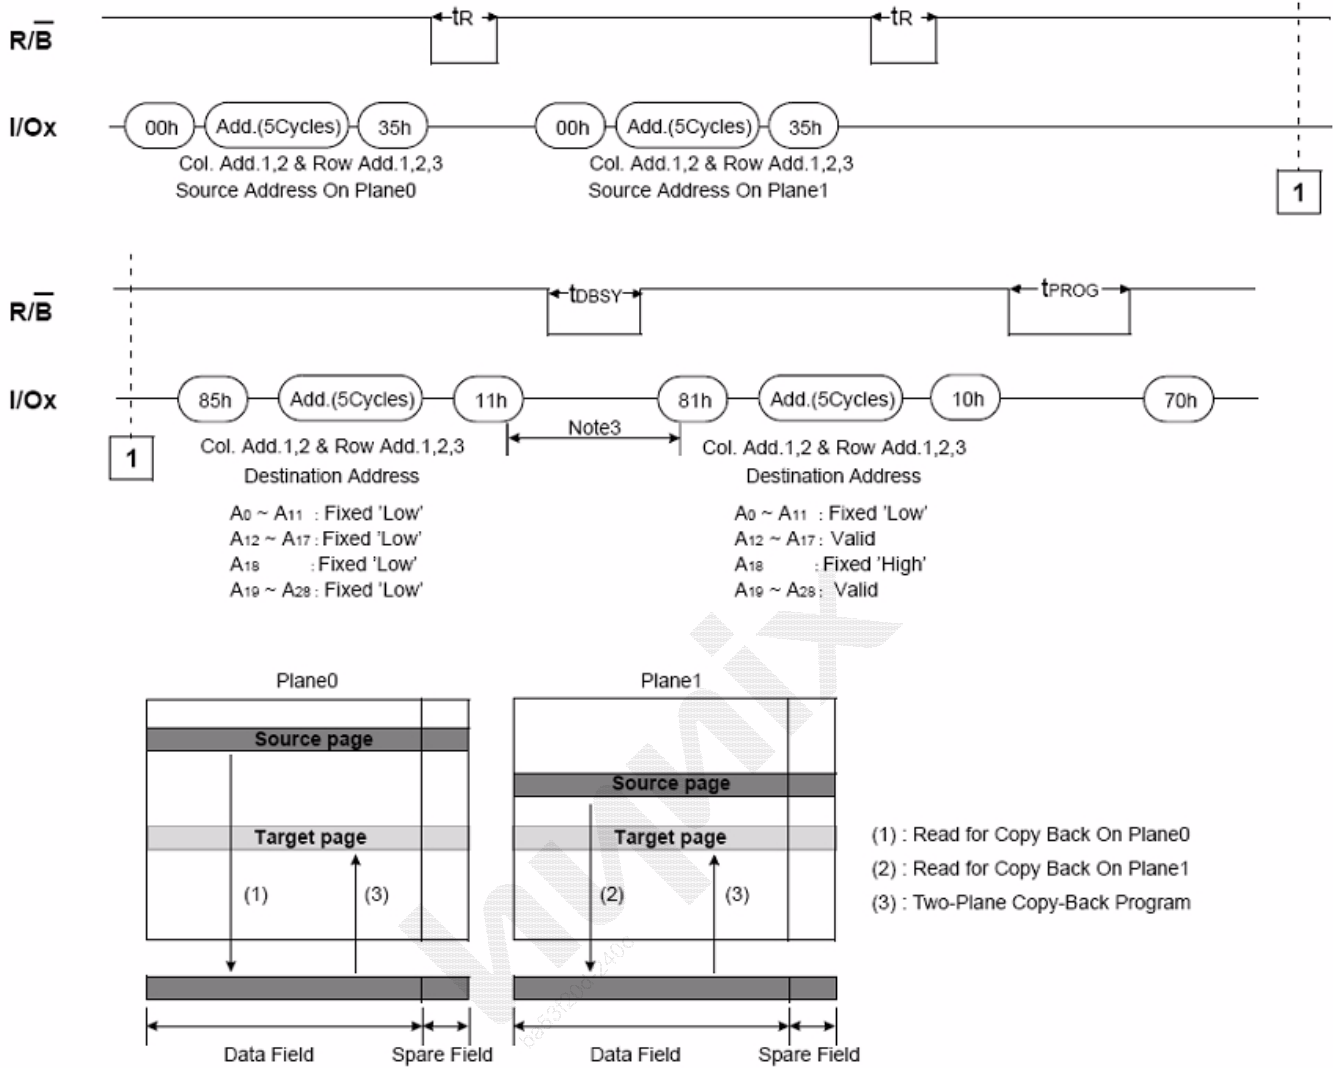 R/B tR tR
I/Ox 00h Add.(5Cycles) 35h 00h Add.(5Cycles) 35h
Col. Add.1,2 & Row Add.1,2,3 Col. Add.1,2 & Row Add.1,2,3
Source Address On Plane0 Source Address On Plane1
1
R/B tDBSY tPROG
I/Ox 85h Add.(5Cycles) 11h 81h Add.(5Cycles) 10h 70h
Note3
1
Col. Add.1,2 & Row Add.1,2,3 Col. Add.1,2 & Row Add.1,2,3
Destination Address Destination Address
A0 ~ A11 : Fixed 'Low' A0 ~ A11 : Fixed 'Low'
A12 ~ A17 : Fixed 'Low' A12 ~ A17 : Valid
A18 : Fixed 'Low' A18 : Fixed 'High'
A19 ~ A28 : Fixed 'Low' A19 ~ A28 : Valid
Plane0 Plane1
Source page
Source page
Target page Target page
(1) : Read for Copy Back On Plane0
(2) : Read for Copy Back On Plane1
(3) : Two-Plane Copy-Back Program
(1) (3) (2) (3)
Data Field Spare Field Data Field Spare Field
hynix